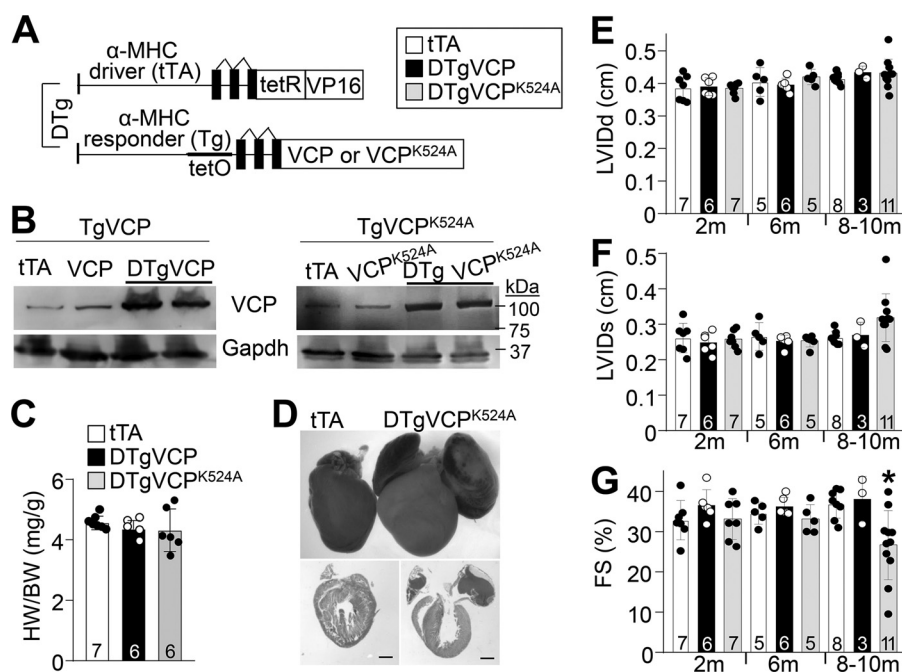 A
α-MHC
driver (tTA)
tetR VP16
DTg
α-MHC
responder (Tg)
tetO
VCP or VCPK524A
tTA
DTgVCP
DTgVCPK524A
B
TgVCP
tTA VCP DTgVCP
TgVCPK524A
tTA VCPK524A DTg VCPK524A
kDa
VCP
100
75
Gapdh
37
C
tTA
DTgVCP
DTgVCPK524A
HW/BW (mg/g)
6
4
2
0
7 6 6
D
tTA DTgVCPK524A
E
LVIDd (cm)
0.5
0.4
0.3
0.2
0.1
0
7 6 7 5 6 5 8 3 11
2m 6m 8-10m
F
LVIDs (cm)
0.5
0.4
0.3
0.2
0.1
0
7 6 7 5 6 5 8 3 11
2m 6m 8-10m
G
FS (%)
40
30
20
10
0
*
7 6 7 5 6 5 8 3 11
2m 6m 8-10m